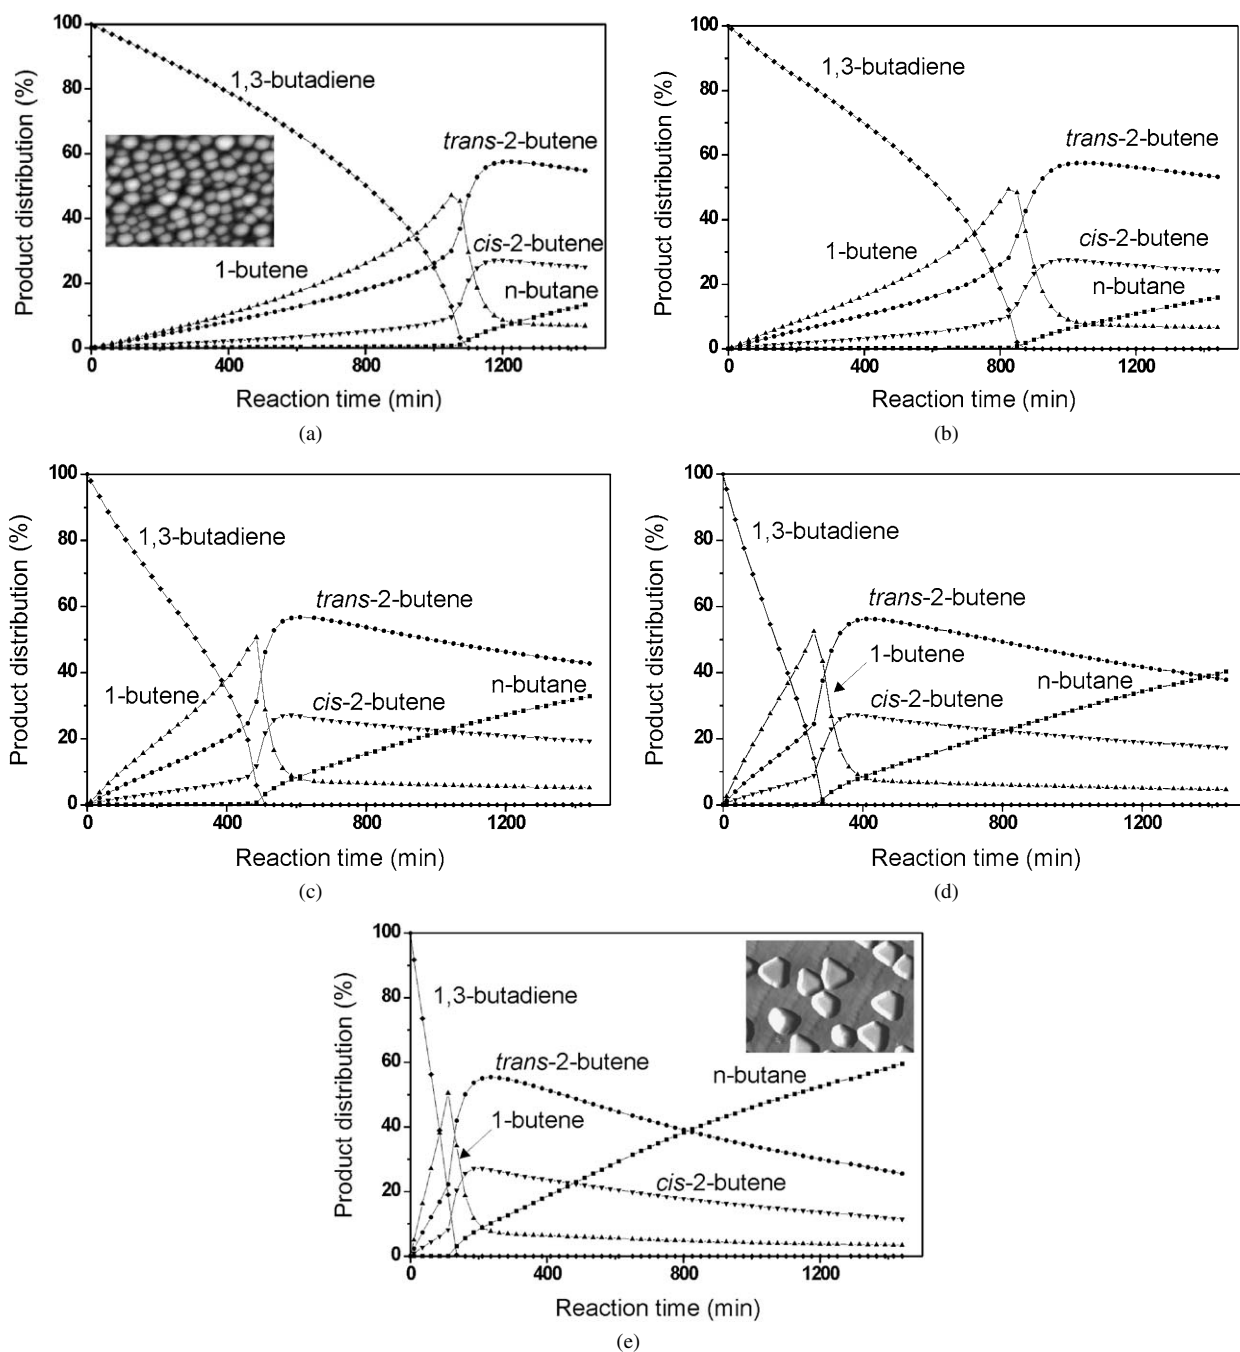 100
80
60
40
20
0
Product distribution (%)
1,3-butadiene
trans-2-butene
cis-2-butene
1-butene
n-butane
0 400 800 1200
Reaction time (min)
(a)
100
80
60
40
20
0
Product distribution (%)
1,3-butadiene
trans-2-butene
cis-2-butene
1-butene
n-butane
0 400 800 1200
Reaction time (min)
(b)
100
80
60
40
20
0
Product distribution (%)
1,3-butadiene
trans-2-butene
n-butane
1-butene
cis-2-butene
0 400 800 1200
Reaction time (min)
(c)
100
80
60
40
20
0
Product distribution (%)
1,3-butadiene
trans-2-butene
1-butene
n-butane
cis-2-butene
0 400 800 1200
Reaction time (min)
(d)
100
80
60
40
20
0
Product distribution (%)
1,3-butadiene
trans-2-butene
n-butane
1-butene
cis-2-butene
0 400 800 1200
Reaction time (min)
(e)